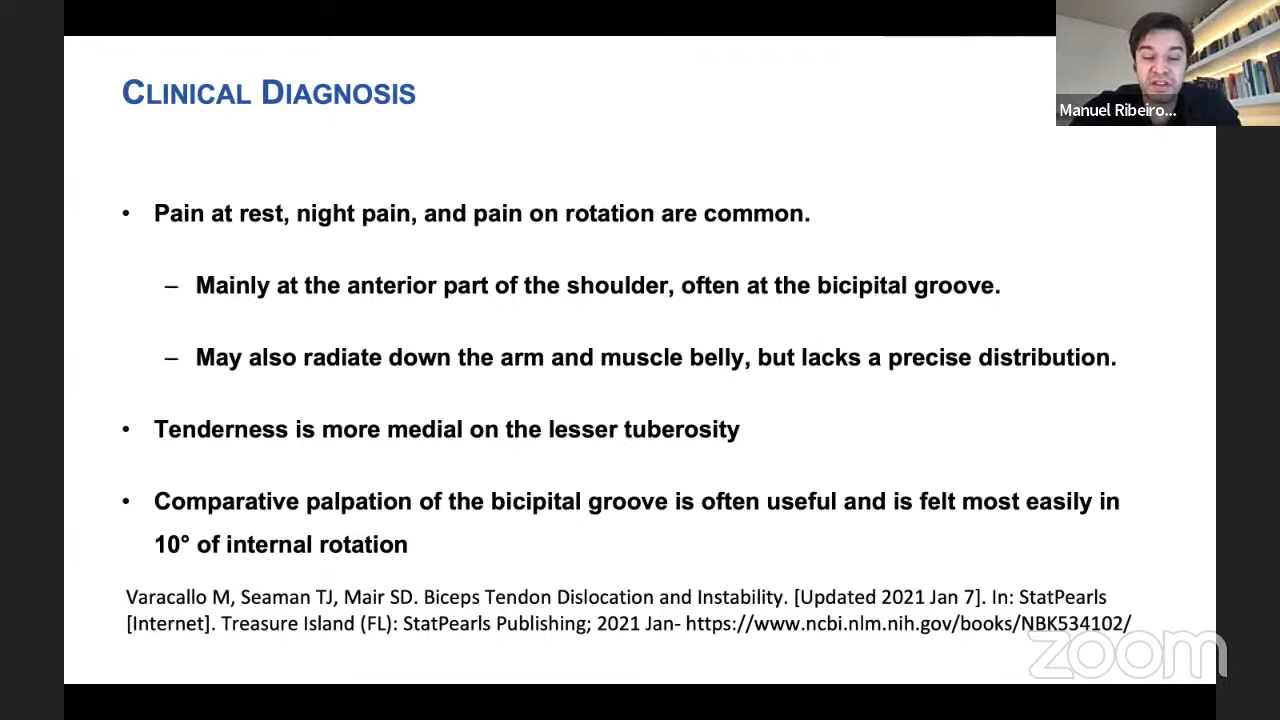 CLINICAL DIAGNOSIS
Manuel Ribeiro...
• Pain at rest, night pain, and pain on rotation are common.
– Mainly at the anterior part of the shoulder, often at the bicipital groove.
– May also radiate down the arm and muscle belly, but lacks a precise distribution.
• Tenderness is more medial on the lesser tuberosity
• Comparative palpation of the bicipital groove is often useful and is felt most easily in
10° of internal rotation
Varacallo M, Seaman TJ, Mair SD. Biceps Tendon Dislocation and Instability. [Updated 2021 Jan 7]. In: StatPearls
[Internet]. Treasure Island (FL): StatPearls Publishing; 2021 Jan- https://www.ncbi.nlm.nih.gov/books/NBK534102/
zoom